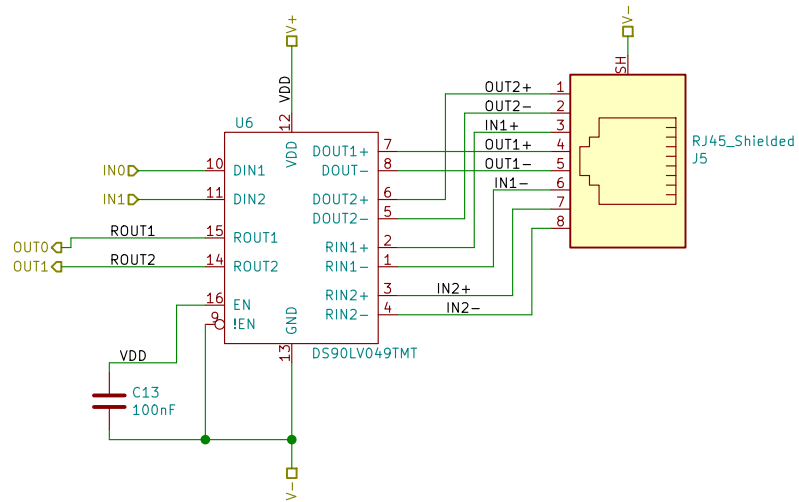 V+
V-
VDD
SH
U6
12
VDD
OUT2+
1
OUT2-
2
IN1+
3
OUT1+
4
OUT1-
5
IN1-
6
7
8
RJ45_Shielded
J5
IN0
10
DIN1
DOUT1+
7
DOUT-
8
IN1
11
DIN2
DOUT2+
6
DOUT2-
5
OUT0
ROUT1
15
ROUT1
RIN1+
2
OUT1
ROUT2
14
ROUT2
RIN1-
1
16
EN
RIN2+
3
IN2+
9
!EN
RIN2-
4
IN2-
GND
13
DS90LV049TMT
VDD
C13
100nF
V-